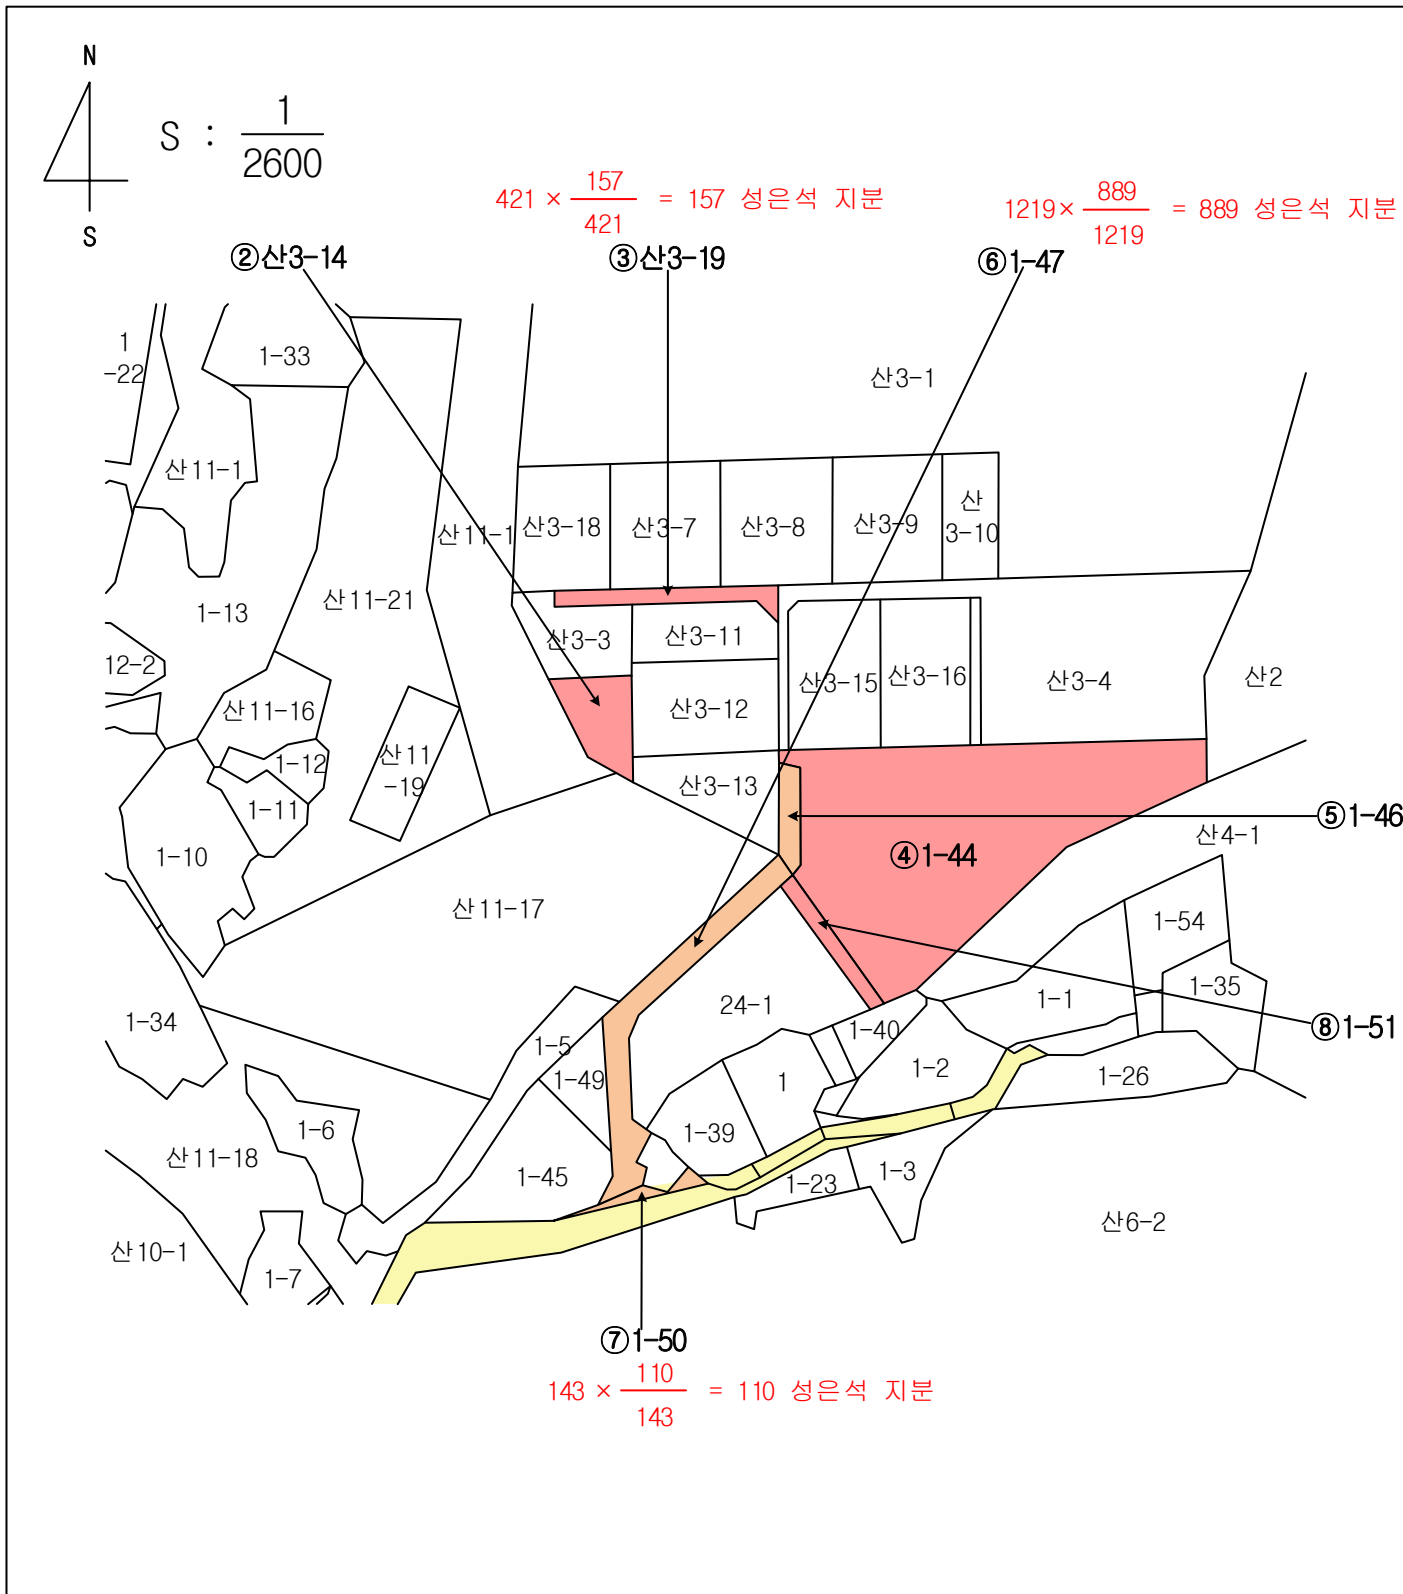 N
S : 1
2600
S
421 × 157 = 157 성은석 지분
421
1219× 889 = 889 성은석 지분
1219
②산3-14
③산3-19
⑥1-47
1
-22
1-33
산3-1
산11-1
산11-1
산3-18
산3-7
산3-8
산3-9
산
3-10
1-13
산11-21
12-2
산3-3
산3-11
산3-12
산3-15
산3-16
산3-4
산2
산11-16
산11
-19
1-12
1-11
산3-13
⑤1-46
산4-1
1-10
④1-44
산11-17
1-54
1-35
1-1
24-1
1-34
1-5
1-40
⑧1-51
1-49
1
1-2
1-26
1-6
1-39
산11-18
1-45
1-23
1-3
산10-1
산6-2
1-7
⑦1-50
143 × 110 = 110 성은석 지분
143